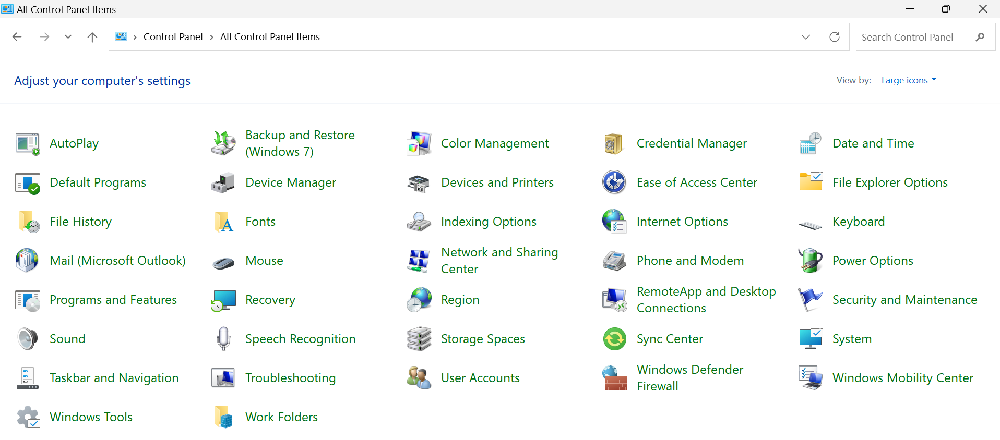 All Control Panel Items
Control Panel > All Control Panel Items
Search Control Panel
Adjust your computer's settings
View by: Large icons
AutoPlay
Backup and Restore
(Windows 7)
Color Management
Credential Manager
Date and Time
Default Programs
Device Manager
Devices and Printers
Ease of Access Center
File Explorer Options
File History
Fonts
Indexing Options
Internet Options
Keyboard
Mail (Microsoft Outlook)
Mouse
Network and Sharing
Center
Phone and Modem
Power Options
Programs and Features
Recovery
Region
RemoteApp and Desktop
Connections
Security and Maintenance
Sound
Speech Recognition
Storage Spaces
Sync Center
System
Taskbar and Navigation
Troubleshooting
User Accounts
Windows Defender
Firewall
Windows Mobility Center
Windows Tools
Work Folders